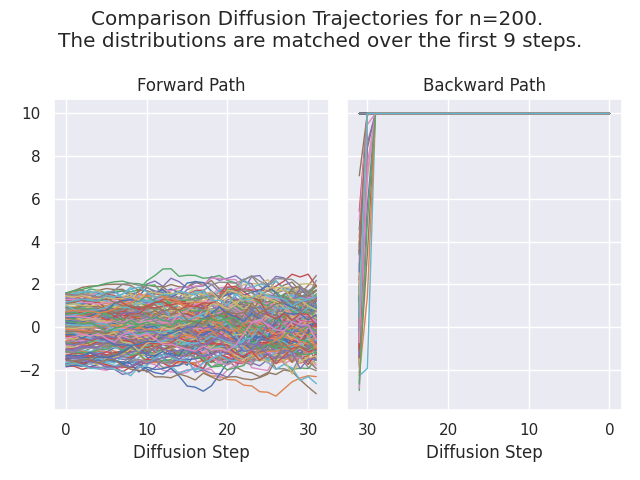 Comparison Diffusion Trajectories for n=200.
The distributions are matched over the first 9 steps.
Forward Path
Backward Path
10
8
6
4
2
0
−2
0
10
20
30
30
20
10
0
Diffusion Step
Diffusion Step